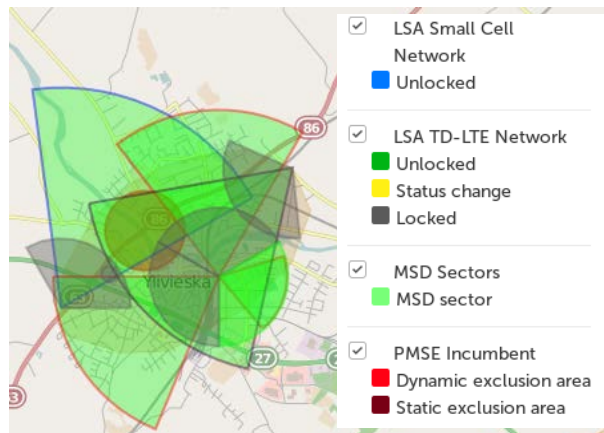 LSA Small Cell
Network
Unlocked
86
LSA TD-LTE Network
Unlocked
Status change
86
Locked
MSD Sectors
Ylivieska
MSD sector
PMSE Incumbent
27
Dynamic exclusion area
Static exclusion area